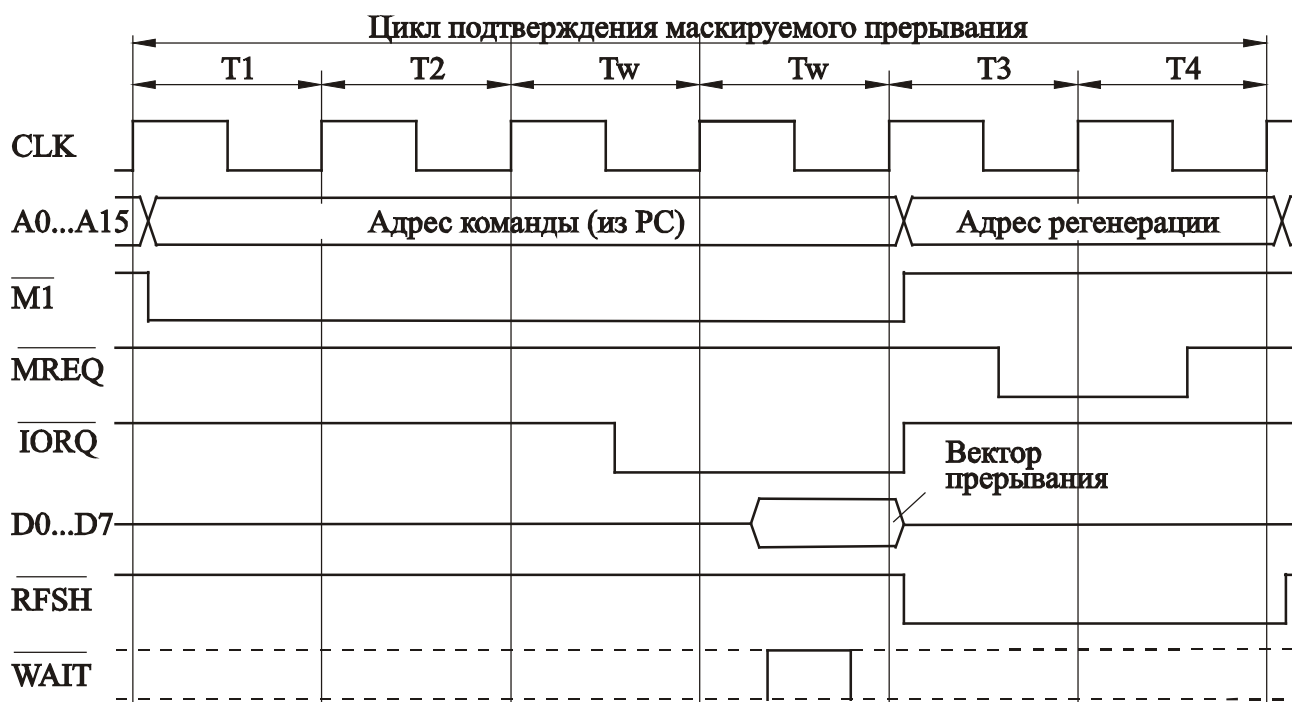 Цикл подтверждения маскируемого прерывания
T1 T2 Tw Tw T3 T4
CLK
A0...A15 Адрес команды (из PC) Адрес регенерации
M1
MREQ
IORQ
Вектор
прерывания
D0...D7
RFSH
WAIT